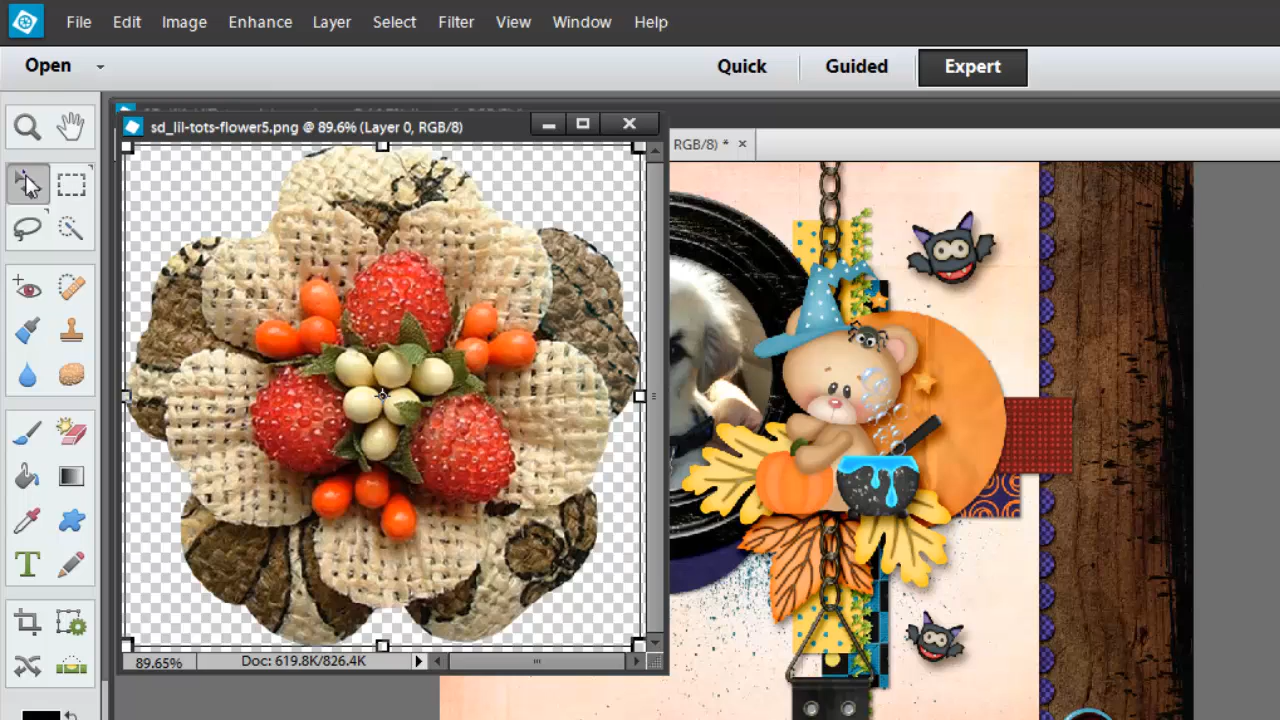 File Edit Image Enhance Layer Select Filter View Window Help
Open Quick Guided Expert
sd_lil-tots-flower5.png @ 89.6% (Layer 0, RGB/8)
RGB/8) * ×
T
89.65% Doc: 619.8K/826.4K